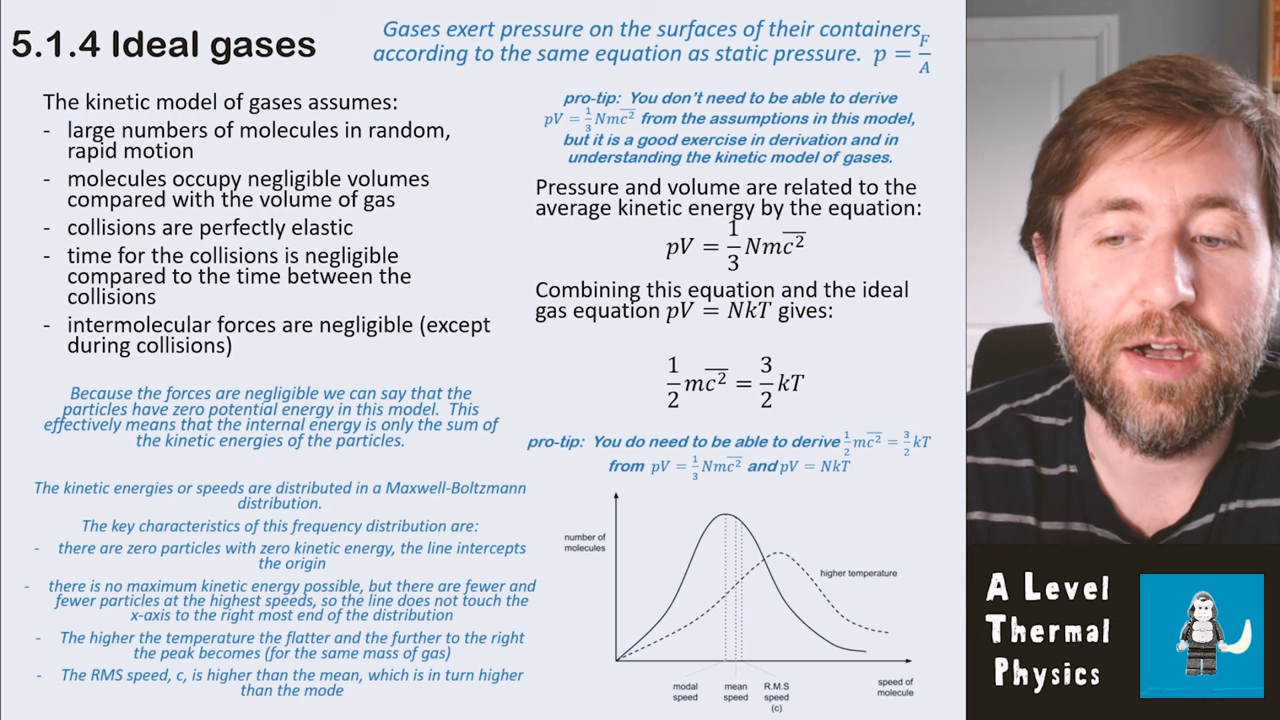 5.1.4 Ideal gases
Gases exert pressure on the surfaces of their containers,
according to the same equation as static pressure. p = F/A
The kinetic model of gases assumes:
- large numbers of molecules in random,
rapid motion
- molecules occupy negligible volumes
compared with the volume of gas
- collisions are perfectly elastic
- time for the collisions is negligible
compared to the time between the
collisions
- intermolecular forces are negligible (except
during collisions)
Because the forces are negligible we can say that the
particles have zero potential energy in this model. This
effectively means that the internal energy is only the sum of
the kinetic energies of the particles.
The kinetic energies or speeds are distributed in a Maxwell-Boltzmann
distribution.
The key characteristics of this frequency distribution are:
- there are zero particles with zero kinetic energy, the line intercepts
the origin
- there is no maximum kinetic energy possible, but there are fewer and
fewer particles at the highest speeds, so the line does not touch the
x-axis to the right most end of the distribution
- The higher the temperature the flatter and the further to the right
the peak becomes (for the same mass of gas)
- The RMS speed, c, is higher than the mean, which is in turn higher
than the mode
pro-tip: You don't need to be able to derive
pV = 1/3 Nmc̅² from the assumptions in this model,
but it is a good exercise in derivation and in
understanding the kinetic model of gases.
Pressure and volume are related to the
average kinetic energy by the equation:
pV = 1/3 Nmc̅²
Combining this equation and the ideal
gas equation pV = NkT gives:
1/2 mc̅² = 3/2 kT
pro-tip: You do need to be able to derive 1/2 mc̅² = 3/2 kT
from pV = 1/3 Nmc̅² and pV = NkT
number of
molecules
higher temperature
modal
speed
mean
speed
R.M.S
speed
(c)
speed of
molecule
A Level
Thermal
Physics